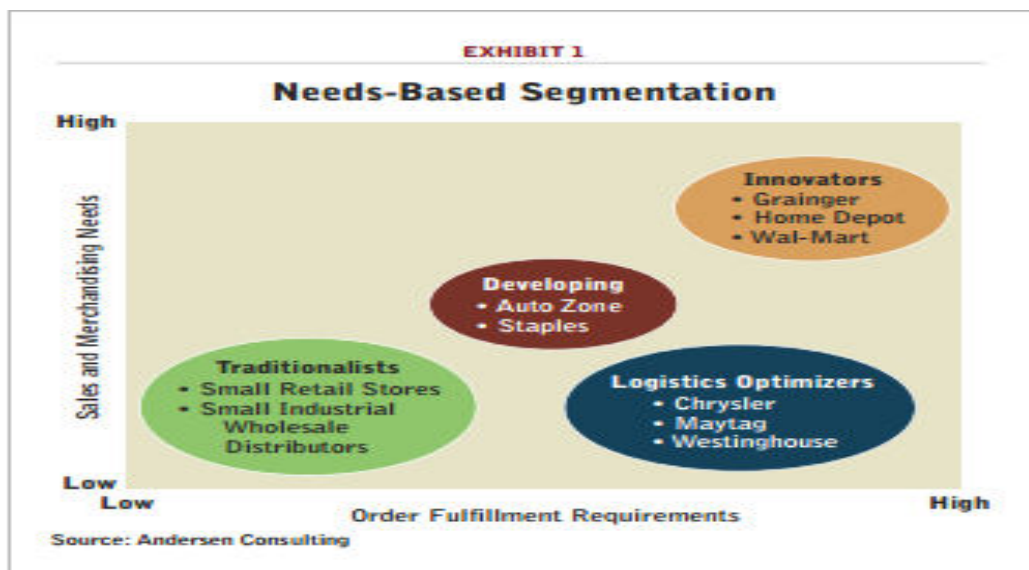 EXHIBIT 1
Needs-Based Segmentation
High
Sales and Merchandising Needs
Innovators
• Grainger
• Home Depot
• Wal-Mart
Developing
• Auto Zone
• Staples
Traditionalists
• Small Retail Stores
• Small Industrial
Wholesale
Distributors
Logistics Optimizers
• Chrysler
• Maytag
• Westinghouse
Low
Low
Order Fulfillment Requirements
High
Source: Andersen Consulting